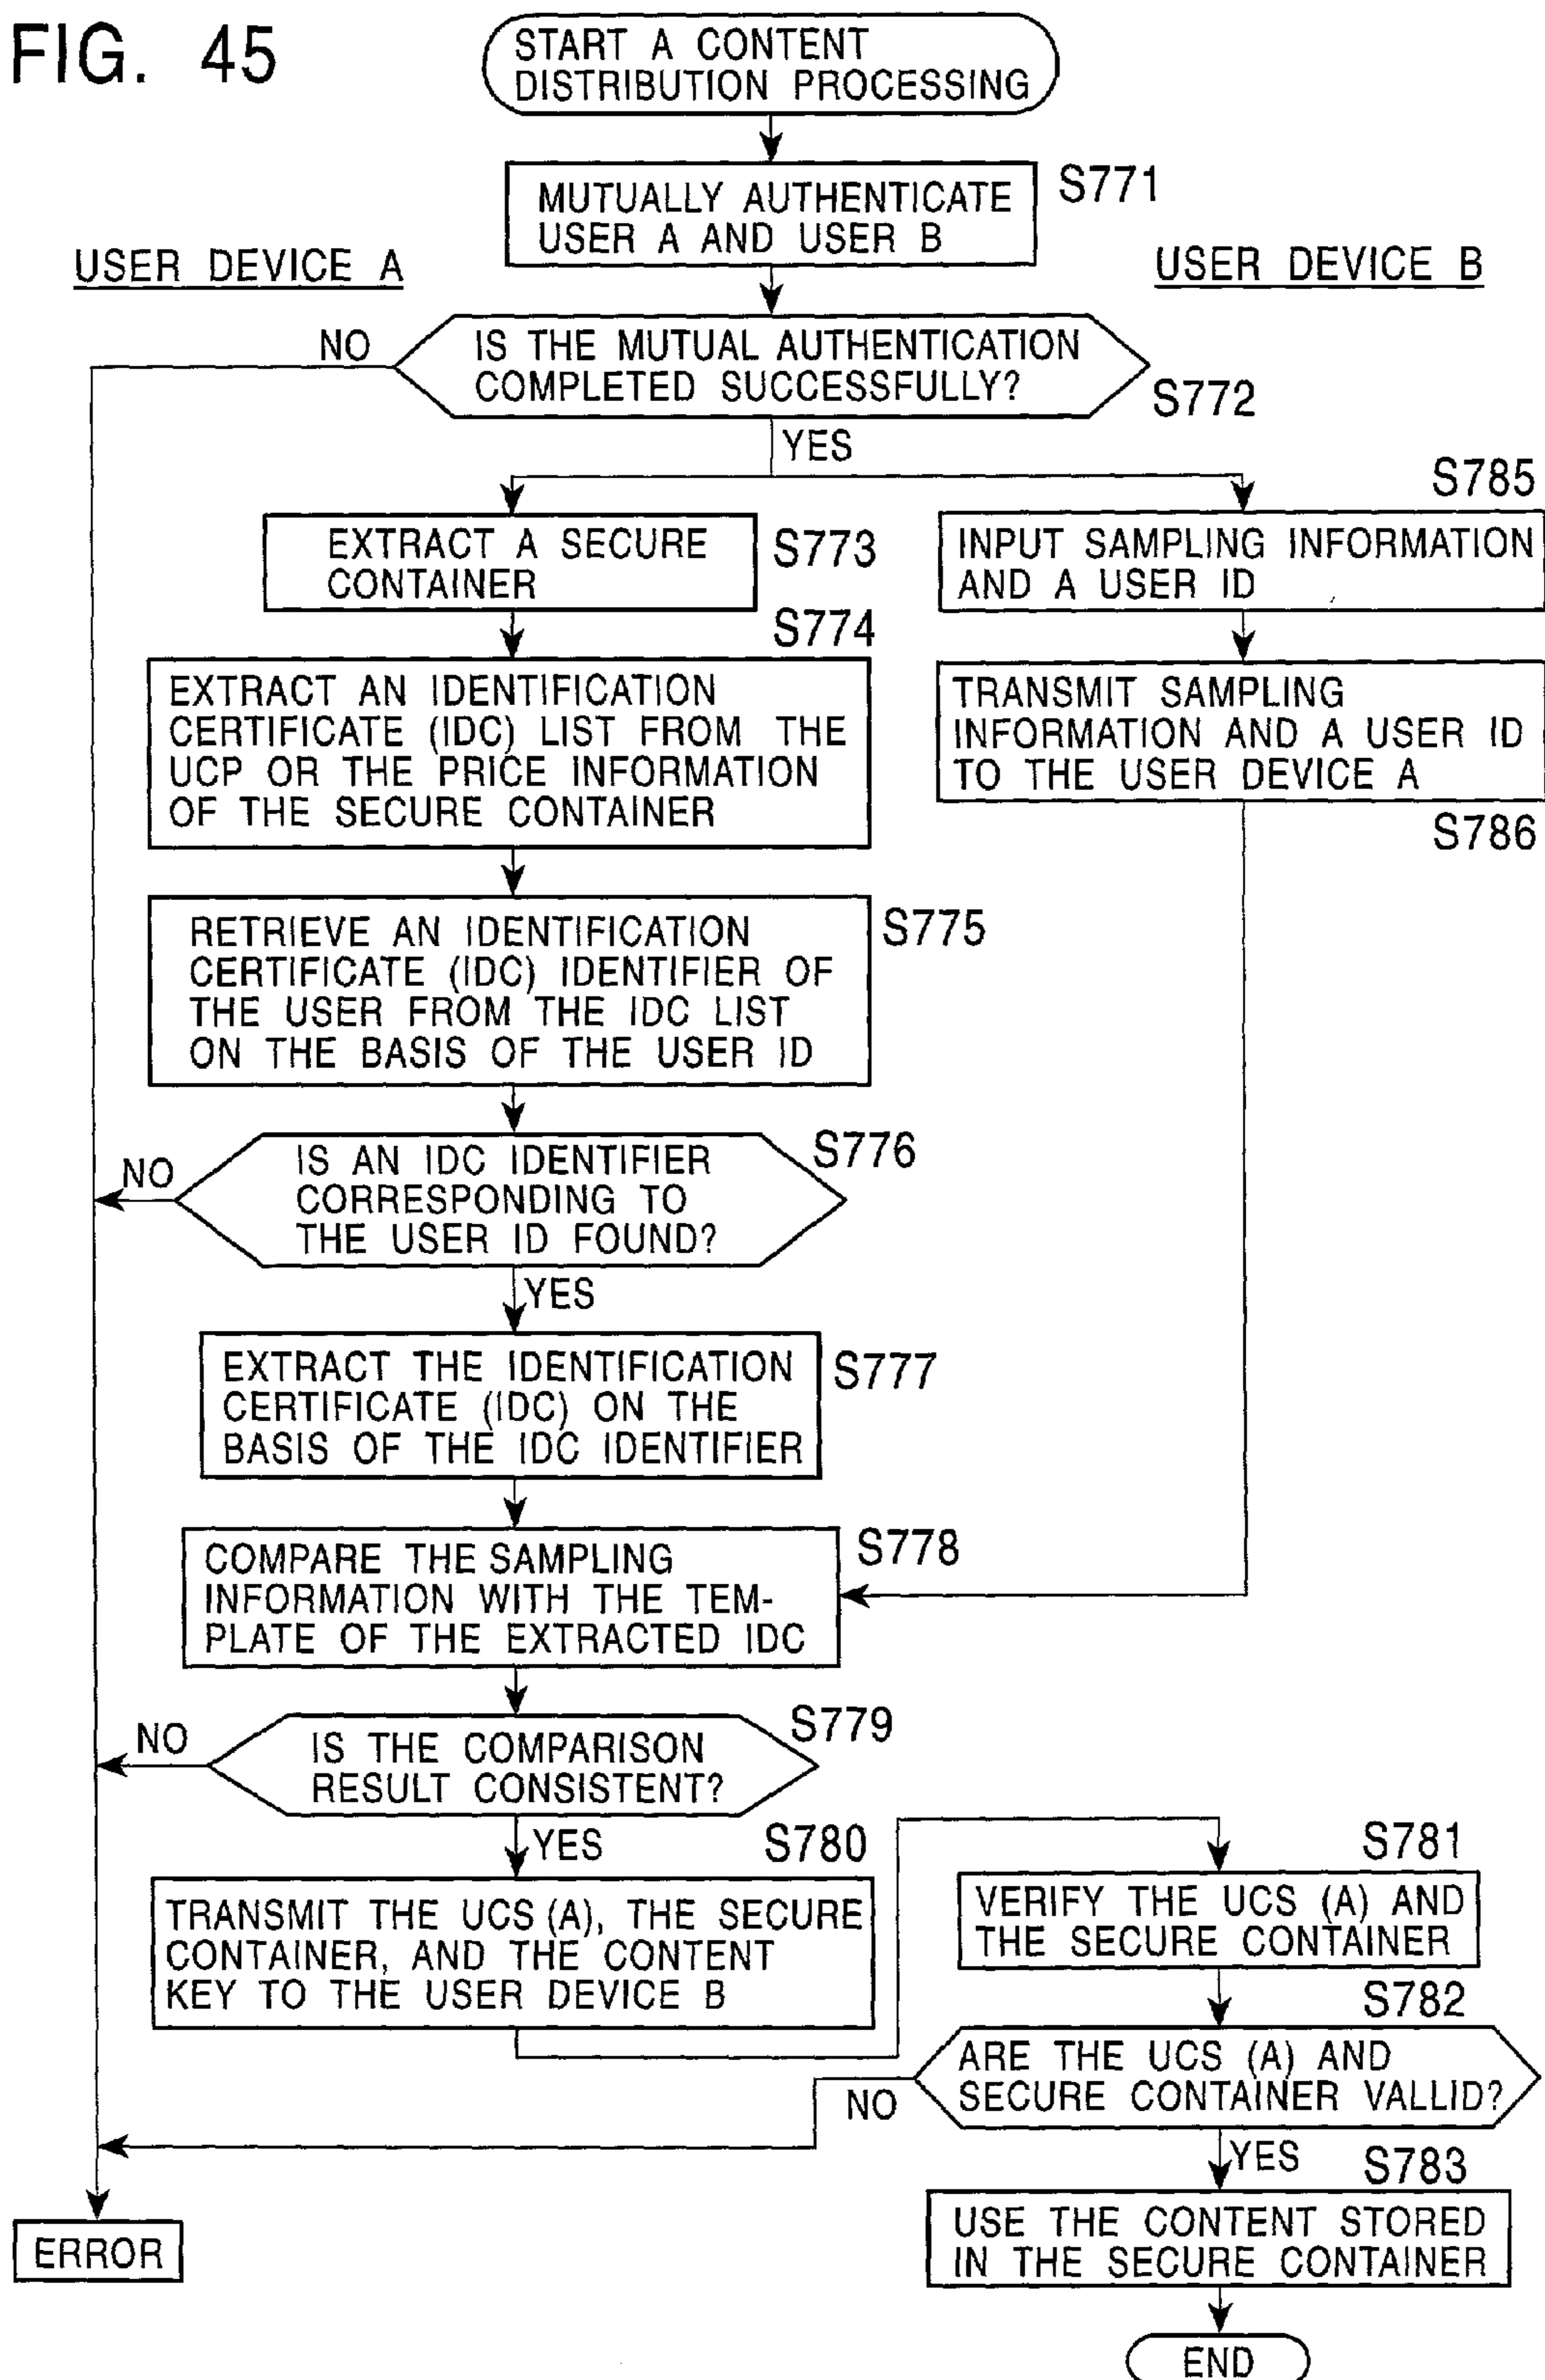 FIG. 45
START A CONTENT
DISTRIBUTION PROCESSING
MUTUALLY AUTHENTICATE
USER A AND USER B
S771
USER DEVICE A
USER DEVICE B
NO
IS THE MUTUAL AUTHENTICATION
COMPLETED SUCCESSFULLY?
S772
YES
EXTRACT A SECURE
CONTAINER
S773
S785
INPUT SAMPLING INFORMATION
AND A USER ID
S774
EXTRACT AN IDENTIFICATION
CERTIFICATE (IDC) LIST FROM THE
UCP OR THE PRICE INFORMATION
OF THE SECURE CONTAINER
TRANSMIT SAMPLING
INFORMATION AND A USER ID
TO THE USER DEVICE A
S786
RETRIEVE AN IDENTIFICATION
CERTIFICATE (IDC) IDENTIFIER OF
THE USER FROM THE IDC LIST
ON THE BASIS OF THE USER ID
S775
NO
IS AN IDC IDENTIFIER
CORRESPONDING TO
THE USER ID FOUND?
S776
YES
EXTRACT THE IDENTIFICATION
CERTIFICATE (IDC) ON THE
BASIS OF THE IDC IDENTIFIER
S777
COMPARE THE SAMPLING
INFORMATION WITH THE TEM-
PLATE OF THE EXTRACTED IDC
S778
NO
IS THE COMPARISON
RESULT CONSISTENT?
S779
YES
S780
TRANSMIT THE UCS (A), THE SECURE
CONTAINER, AND THE CONTENT
KEY TO THE USER DEVICE B
S781
VERIFY THE UCS (A) AND
THE SECURE CONTAINER
S782
ARE THE UCS (A) AND
SECURE CONTAINER VALLID?
NO
YES
S783
USE THE CONTENT STORED
IN THE SECURE CONTAINER
ERROR
END